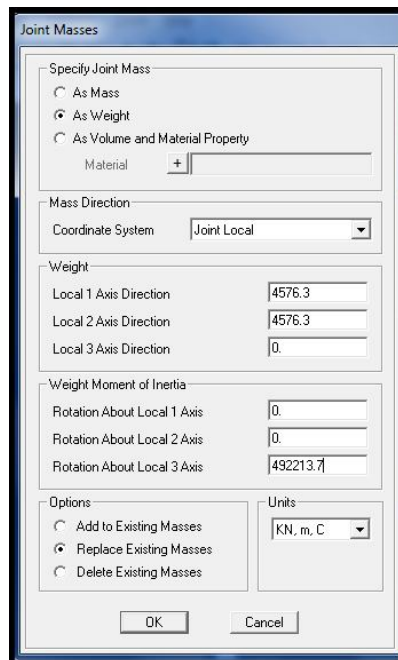 Joint Masses
Specify Joint Mass
As Mass
As Weight
As Volume and Material Property
Material +
Mass Direction
Coordinate System Joint Local
Weight
Local 1 Axis Direction 4576.3
Local 2 Axis Direction 4576.3
Local 3 Axis Direction 0.
Weight Moment of Inertia
Rotation About Local 1 Axis 0.
Rotation About Local 2 Axis 0.
Rotation About Local 3 Axis 492213.7
Options
Add to Existing Masses
Replace Existing Masses
Delete Existing Masses
Units
KN, m, C
OK Cancel